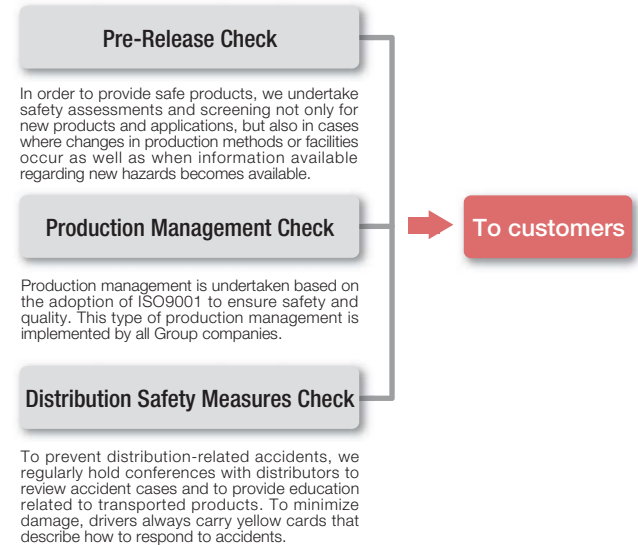 Pre-Release Check
In order to provide safe products, we undertake
safety assessments and screening not only for
new products and applications, but also in cases
where changes in production methods or facilities
occur as well as when information available
regarding new hazards becomes available.
Production Management Check
To customers
Production management is undertaken based on
the adoption of ISO9001 to ensure safety and
quality. This type of production management is
implemented by all Group companies.
Distribution Safety Measures Check
To prevent distribution-related accidents, we
regularly hold conferences with distributors to
review accident cases and to provide education
related to transported products. To minimize
damage, drivers always carry yellow cards that
describe how to respond to accidents.